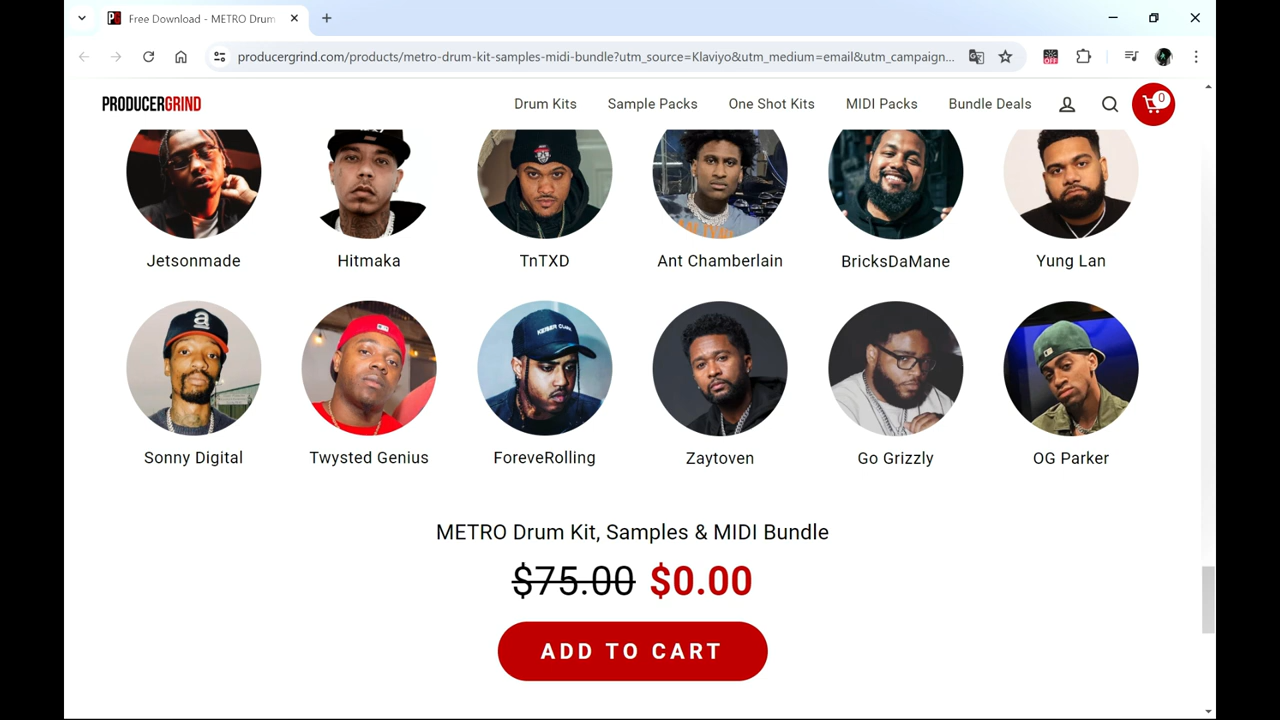 Free Download - METRO Drum
producergrind.com/products/metro-drum-kit-samples-midi-bundle?utm_source=Klaviyo&utm_medium=email&utm_campaign...
PRODUCERGRIND
Drum Kits
Sample Packs
One Shot Kits
MIDI Packs
Bundle Deals
0
Jetsonmade
Hitmaka
TnTXD
Ant Chamberlain
BricksDaMane
Yung Lan
Sonny Digital
Twysted Genius
ForeveRolling
Zaytoven
Go Grizzly
OG Parker
METRO Drum Kit, Samples & MIDI Bundle
$75.00 $0.00
ADD TO CART